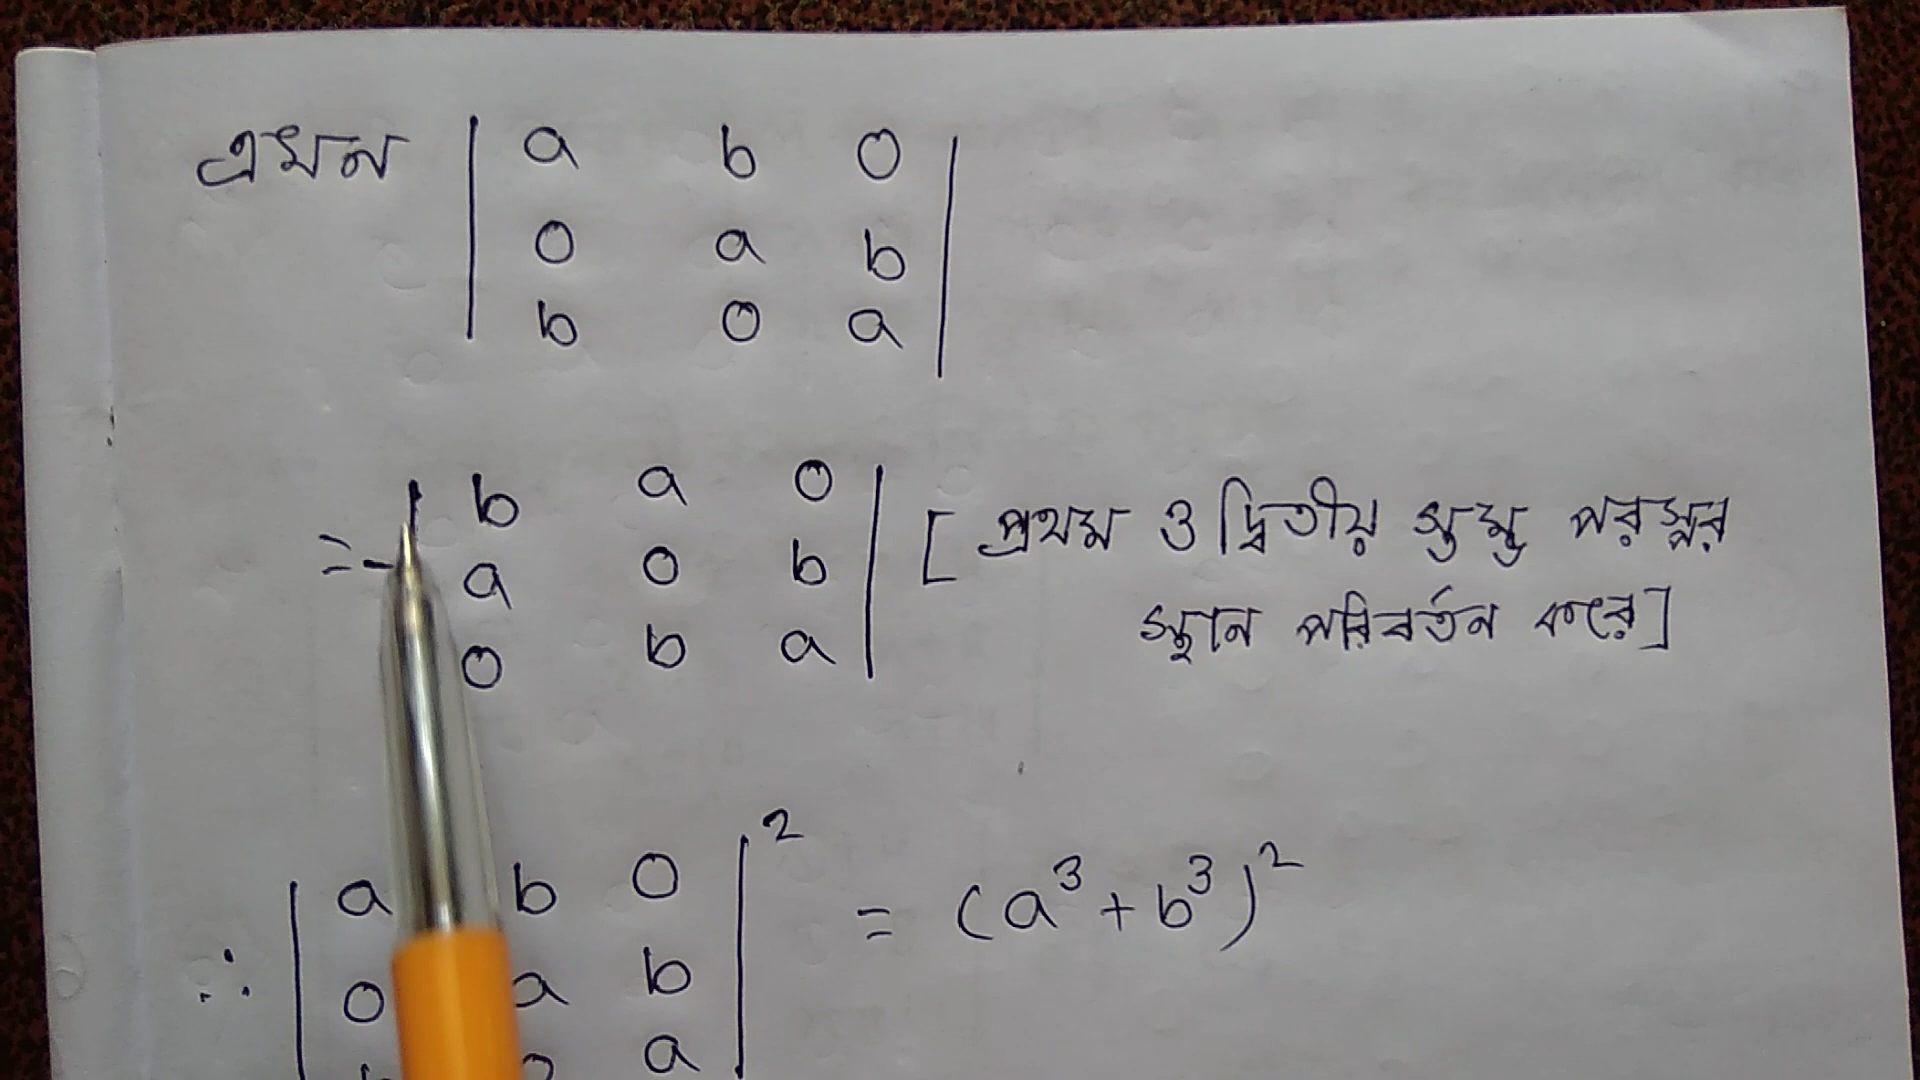 এখন | a b 0 |
| 0 a b |
| b 0 a |
=- | b a 0 | [ প্রথম ও দ্বিতীয় স্তম্ভ পরস্পর
| a 0 b | স্থান পরিবর্তন করে]
| 0 b a |
∴ | a b 0 |² = (a³+b³)²
| 0 a b |
a